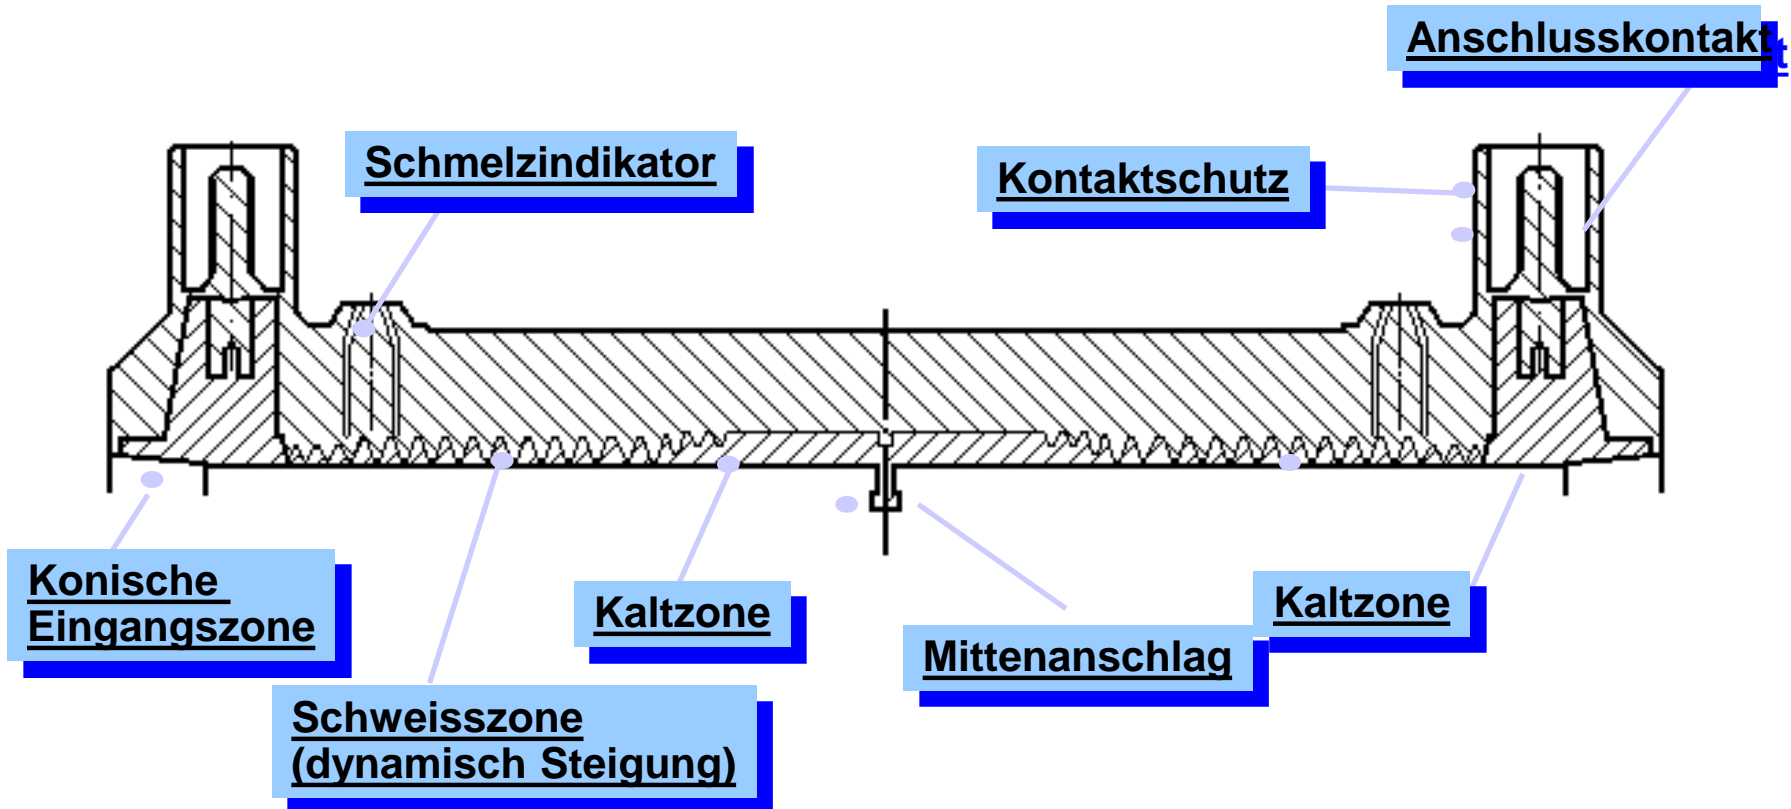 Anschlusskontakt
Schmelzindikator
Kontaktschutz
Konische
Eingangszone
Kaltzone
Kaltzone
Mittenanschlag
Schweisszone
(dynamisch Steigung)